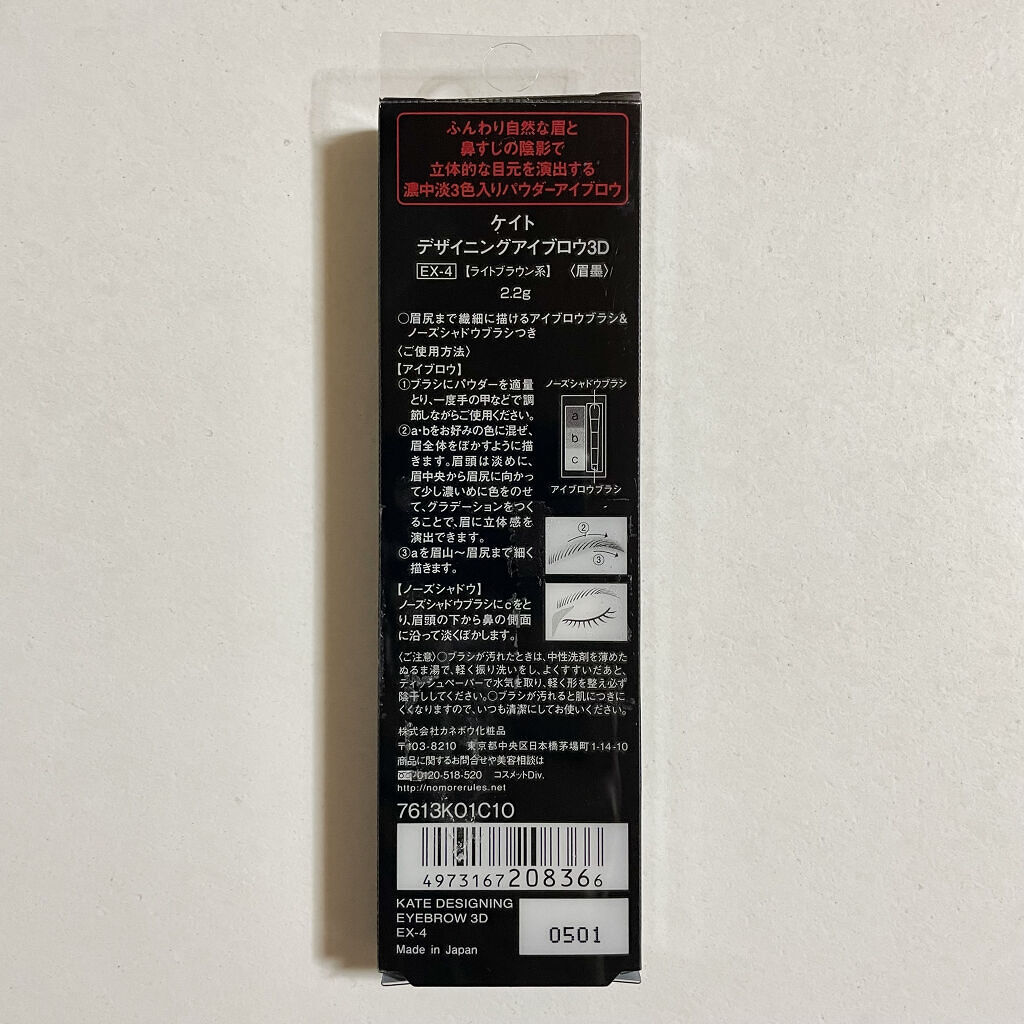 ふんわり自然な眉と
鼻すじの陰影で
立体的な目元を演出する
濃中淡3色入りパウダーアイブロウ
ケイト
デザイニングアイブロウ3D
EX-4 【ライトブラウン系】 〈眉墨〉
2.2g
○眉尻まで繊細に描けるアイブロウブラシ&
ノーズシャドウブラシつき
〈ご使用方法〉
【アイブロウ】
①ブラシにパウダーを適量
とり、一度手の甲などで調
節しながらご使用ください。
②a・bをお好みの色に混ぜ、
眉全体をぼかすように描
きます。眉頭は淡めに、
眉中央から眉尻に向かっ
て少し濃いめに色をのせ
て、グラデーションをつく
ることで、眉に立体感を
演出できます。
③aを眉山〜眉尻まで細く
描きます。
ノーズシャドウブラシ
a
b
c
アイブロウブラシ
②
③
【ノーズシャドウ】
ノーズシャドウブラシにcをと
り、眉頭の下から鼻の側面
に沿って淡くぼかします。
〈ご注意〉○ブラシが汚れたときは、中性洗剤を薄めた
ぬるま湯で、軽く振り洗いをし、よくすすいだあと、
ティッシュペーパーで水気を取り、軽く形を整え必ず
陰干ししてください。○ブラシが汚れると肌につきに
くくなりますので、いつも清潔にしてお使いください。
株式会社カネボウ化粧品
〒103-8210 東京都中央区日本橋茅場町1-14-10
商品に関するお問合せや美容相談は
0120-518-520 コスメットDiv.
http://nomorerules.net
7613K01C10
4973167208366
KATE DESIGNING
EYEBROW 3D
EX-4
Made in Japan
0501